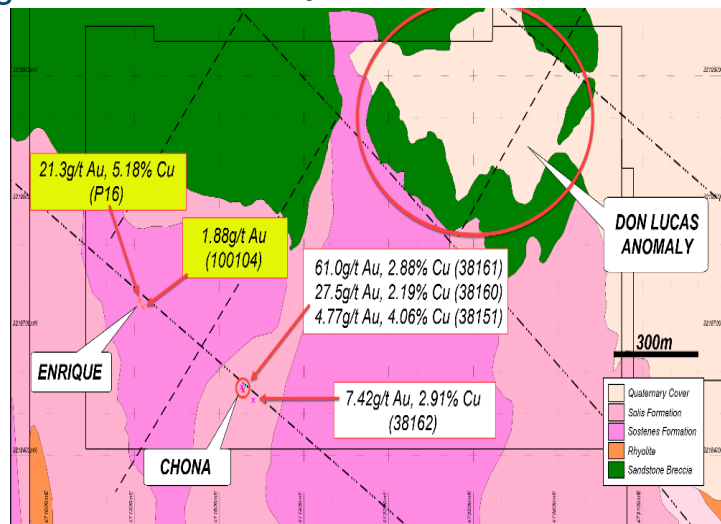 21.3g/t Au, 5.18% Cu
(P16)
1.88g/t Au
(100104)
61.0g/t Au, 2.88% Cu (38161)
27.5g/t Au, 2.19% Cu (38160)
4.77g/t Au, 4.06% Cu (38151)
DON LUCAS
ANOMALY
300m
ENRIQUE
7.42g/t Au, 2.91% Cu
(38162)
CHONA
Quaternary Cover
Solis Formation
Sostenes Formation
Rhyolite
Sandstone Breccia